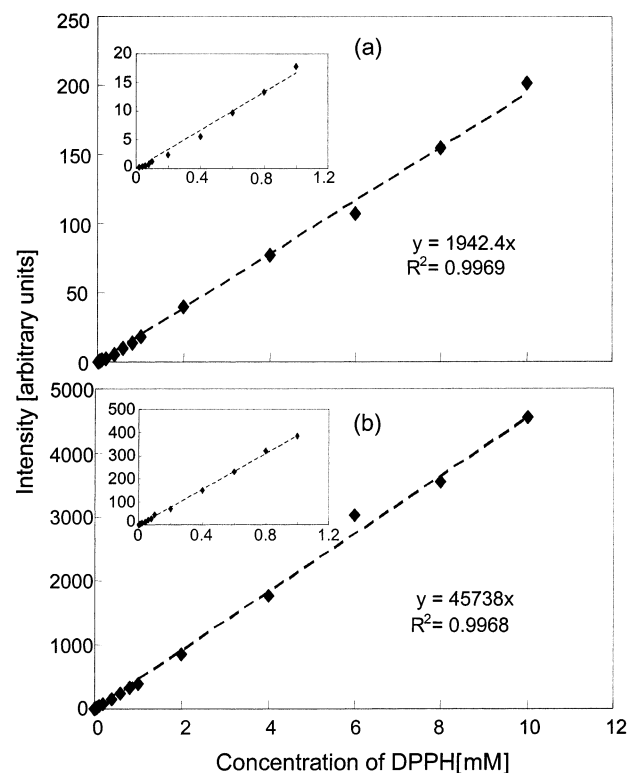 Intensity [arbitrary units]
250
200
150
100
50
0
(a)
20
15
10
5
0
0 0.4 0.8 1.2
y = 1942.4x
R²= 0.9969
5000
4000
3000
2000
1000
0
(b)
500
400
300
200
100
0
0 0.4 0.8 1.2
y = 45738x
R²= 0.9968
0 2 4 6 8 10 12
Concentration of DPPH[mM]